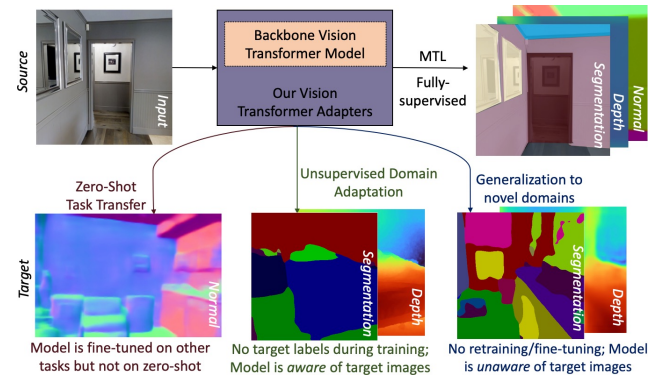 Source
Input
Backbone Vision
Transformer Model
Our Vision
Transformer Adapters
MTL
Fully-
supervised
Segmentation
Depth
Normal
Zero-Shot
Task Transfer
Unsupervised Domain
Adaptation
Generalization to
novel domains
Target
Normal
Segmentation
Depth
Segmentation
Depth
Model is fine-tuned on other
tasks but not on zero-shot
No target labels during training;
Model is aware of target images
No retraining/fine-tuning; Model
is unaware of target images